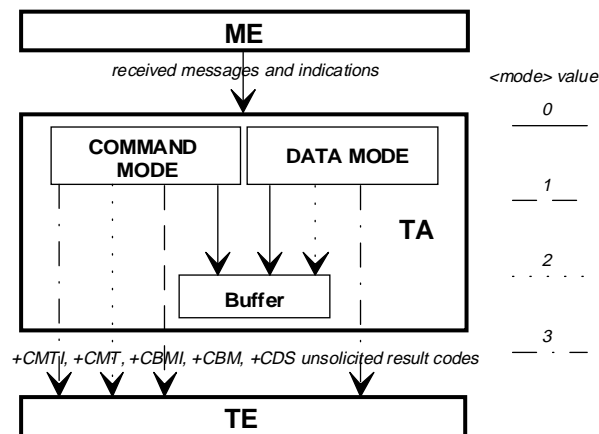 ME
received messages and indications
<mode> value
0
COMMAND
MODE
DATA MODE
1
TA
2
Buffer
3
+CMTI, +CMT, +CBMI, +CBM, +CDS unsolicited result codes
TE